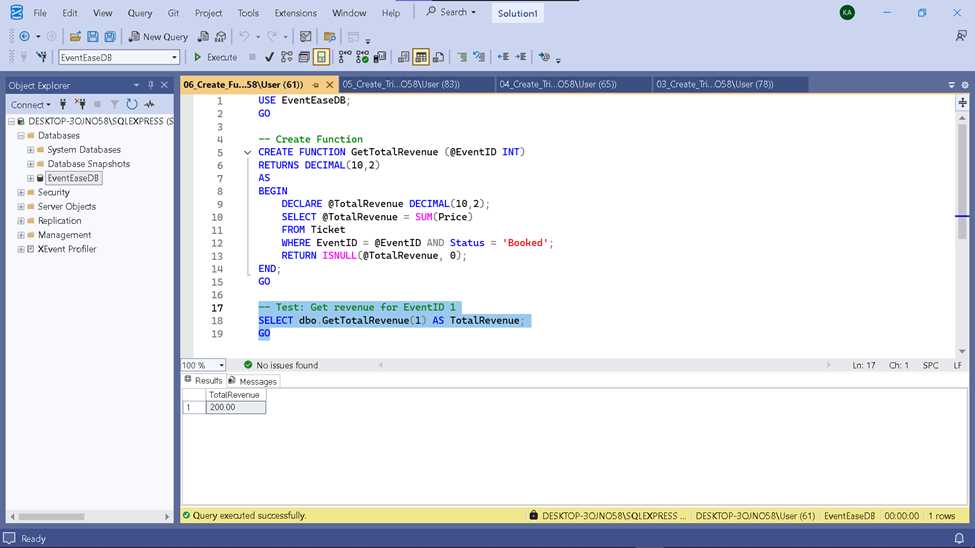 File Edit View Query Git Project Tools Extensions Window Help Search Solution1 KA
New Query
EventEaseDB Execute
Object Explorer
Connect
DESKTOP-3OJNO58\SQLEXPRESS (S
Databases
System Databases
Database Snapshots
EventEaseDB
Security
Server Objects
Replication
Management
XEvent Profiler
06_Create_Fu...58\User (61)) 05_Create_Tri...O58\User (83)) 04_Create_Tri...O58\User (65)) 03_Create_Tri...O58\User (78))
1 USE EventEaseDB;
2 GO
3
4 -- Create Function
5 CREATE FUNCTION GetTotalRevenue (@EventID INT)
6 RETURNS DECIMAL(10,2)
7 AS
8 BEGIN
9 DECLARE @TotalRevenue DECIMAL(10,2);
10 SELECT @TotalRevenue = SUM(Price)
11 FROM Ticket
12 WHERE EventID = @EventID AND Status = 'Booked';
13 RETURN ISNULL(@TotalRevenue, 0);
14 END;
15 GO
16
17 -- Test: Get revenue for EventID 1
18 SELECT dbo.GetTotalRevenue(1) AS TotalRevenue;
19 GO
100 % No issues found Ln: 17 Ch: 1 SPC LF
Results Messages
TotalRevenue
1 200.00
Query executed successfully. DESKTOP-3OJNO58\SQLEXPRESS ... DESKTOP-3OJNO58\User (61) EventEaseDB 00:00:00 1 rows
Ready